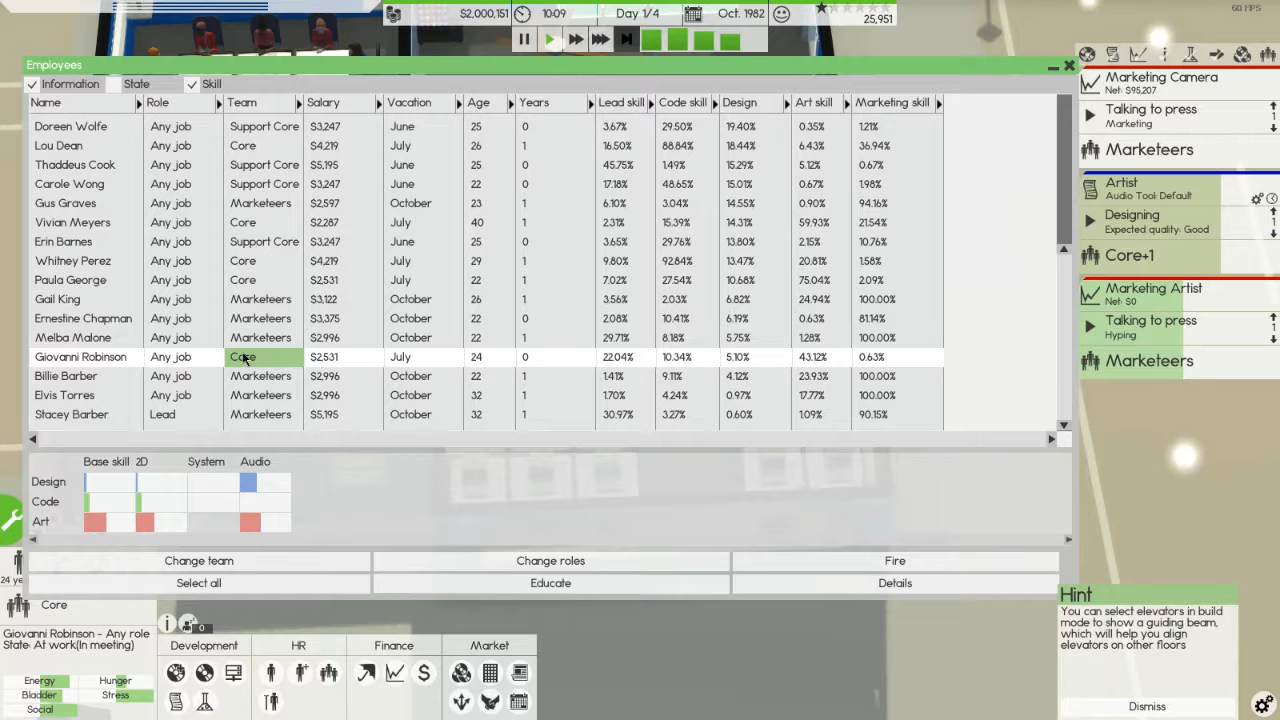 $2,000,151
10:09
Day 1/4
Oct. 1982
25,951
60 FPS
Employees
Information State Skill
Name Role Team Salary Vacation Age Years Lead skill Code skill Design Art skill Marketing skill
Doreen Wolfe Any job Support Core $3,247 June 25 0 3.67% 29.50% 19.40% 0.35% 1.21%
Lou Dean Any job Core $4,219 July 26 1 16.50% 88.84% 18.44% 6.43% 36.94%
Thaddeus Cook Any job Support Core $5,195 June 25 0 45.75% 1.49% 15.29% 5.12% 0.67%
Carole Wong Any job Support Core $3,247 June 22 0 17.18% 48.65% 15.01% 0.67% 1.98%
Gus Graves Any job Marketeers $2,597 October 23 1 6.10% 3.04% 14.55% 0.90% 94.16%
Vivian Meyers Any job Core $2,287 July 40 1 2.31% 15.39% 14.31% 59.93% 21.54%
Erin Barnes Any job Support Core $3,247 June 25 0 3.65% 29.76% 13.80% 2.15% 10.76%
Whitney Perez Any job Core $4,219 July 29 1 9.80% 92.84% 13.47% 20.81% 1.58%
Paula George Any job Core $2,531 July 22 1 7.02% 27.54% 10.68% 75.04% 2.09%
Gail King Any job Marketeers $3,122 October 26 1 3.56% 2.03% 6.82% 24.94% 100.00%
Ernestine Chapman Any job Marketeers $3,375 October 22 1 2.08% 10.41% 6.19% 0.63% 81.14%
Melba Malone Any job Marketeers $2,996 October 22 1 29.71% 8.18% 5.75% 1.28% 100.00%
Giovanni Robinson Any job Core $2,531 July 24 0 22.04% 10.34% 5.10% 43.12% 0.63%
Billie Barber Any job Marketeers $2,996 October 22 1 1.41% 9.11% 4.12% 23.93% 100.00%
Elvis Torres Any job Marketeers $2,996 October 32 1 1.70% 4.24% 0.97% 17.77% 100.00%
Stacey Barber Lead Marketeers $5,195 October 32 1 30.97% 3.27% 0.60% 1.09% 90.15%
Base skill 2D System Audio
Design
Code
Art
Change team Change roles Fire
Select all Educate Details
Marketing Camera
Net: $95,207
Talking to press
Marketing
1
Marketeers
Artist
Audio Tool: Default
Designing
Expected quality: Good
1
Core+1
Marketing Artist
Net: $0
Talking to press
Hyping
1
Marketeers
24 ye
Core
Giovanni Robinson - Any role
State: At work(In meeting)
Energy Hunger
Bladder Stress
Social
0
Development HR Finance Market
Hint
You can select elevators in build
mode to show a guiding beam,
which will help you align
elevators on other floors
Dismiss